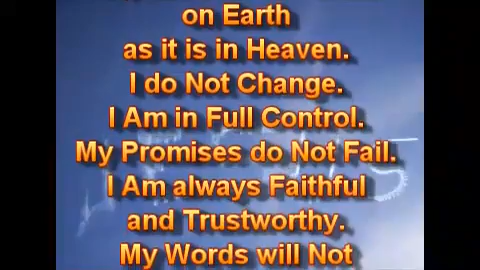 on Earth
as it is in Heaven.
I do Not Change.
I Am in Full Control.
My Promises do Not Fail.
I Am always Faithful
and Trustworthy.
My Words will Not